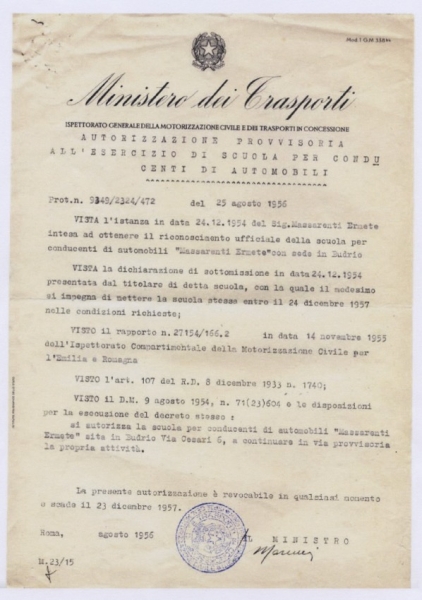 Mod. I G.M 358
Ministero dei Trasporti
ISPETTORATO GENERALE DELLA MOTORIZZAZIONE CIVILE E DEI TRASPORTI IN CONCESSIONE
AUTORIZZAZIONE PROVVISORIA
ALL'ESERCIZIO DI SCUOLA PER CONDU
CENTI DI AUTOMOBILI
Prot.n. 9349/2324/472 del 25 agosto 1956
VISTA l'istanza in data 24.12.1954 del Sig. Massarenti Ermete
intesa ad ottenere il riconoscimento ufficiale della scuola per
conducenti di automobili "Massarenti Ermete" con sede in Budrio
VISTA la dichiarazione di sottomissione in data 24.12.1954
presentata dal titolare di detta scuola, con la quale il medesimo
si impegna di mettere la scuola stessa entro il 24 dicembre 1957
nelle condizioni richieste;
VISTO il rapporto n. 27154/166.2 in data 14 novembre 1955
dell'Ispettorato Compartimentale della Motorizzazione Civile per
l'Emilia e Romagna
VISTO l'art. 107 del R.D. 8 dicembre 1933 n. 1740;
VISTO il D.M. 9 agosto 1954, n. 71(23)604 e le disposizioni
per la esecuzione del decreto stesso;
si autorizza la scuola per conducenti di automobili "Massarenti
Ermete" sita in Budrio Via Cesari 6, a continuare in via provvisoria
la propria attività.
La presente autorizzazione è revocabile in qualsiasi momento
o scade il 23 dicembre 1957.
Roma, agosto 1956 IL MINISTRO
M.23/15